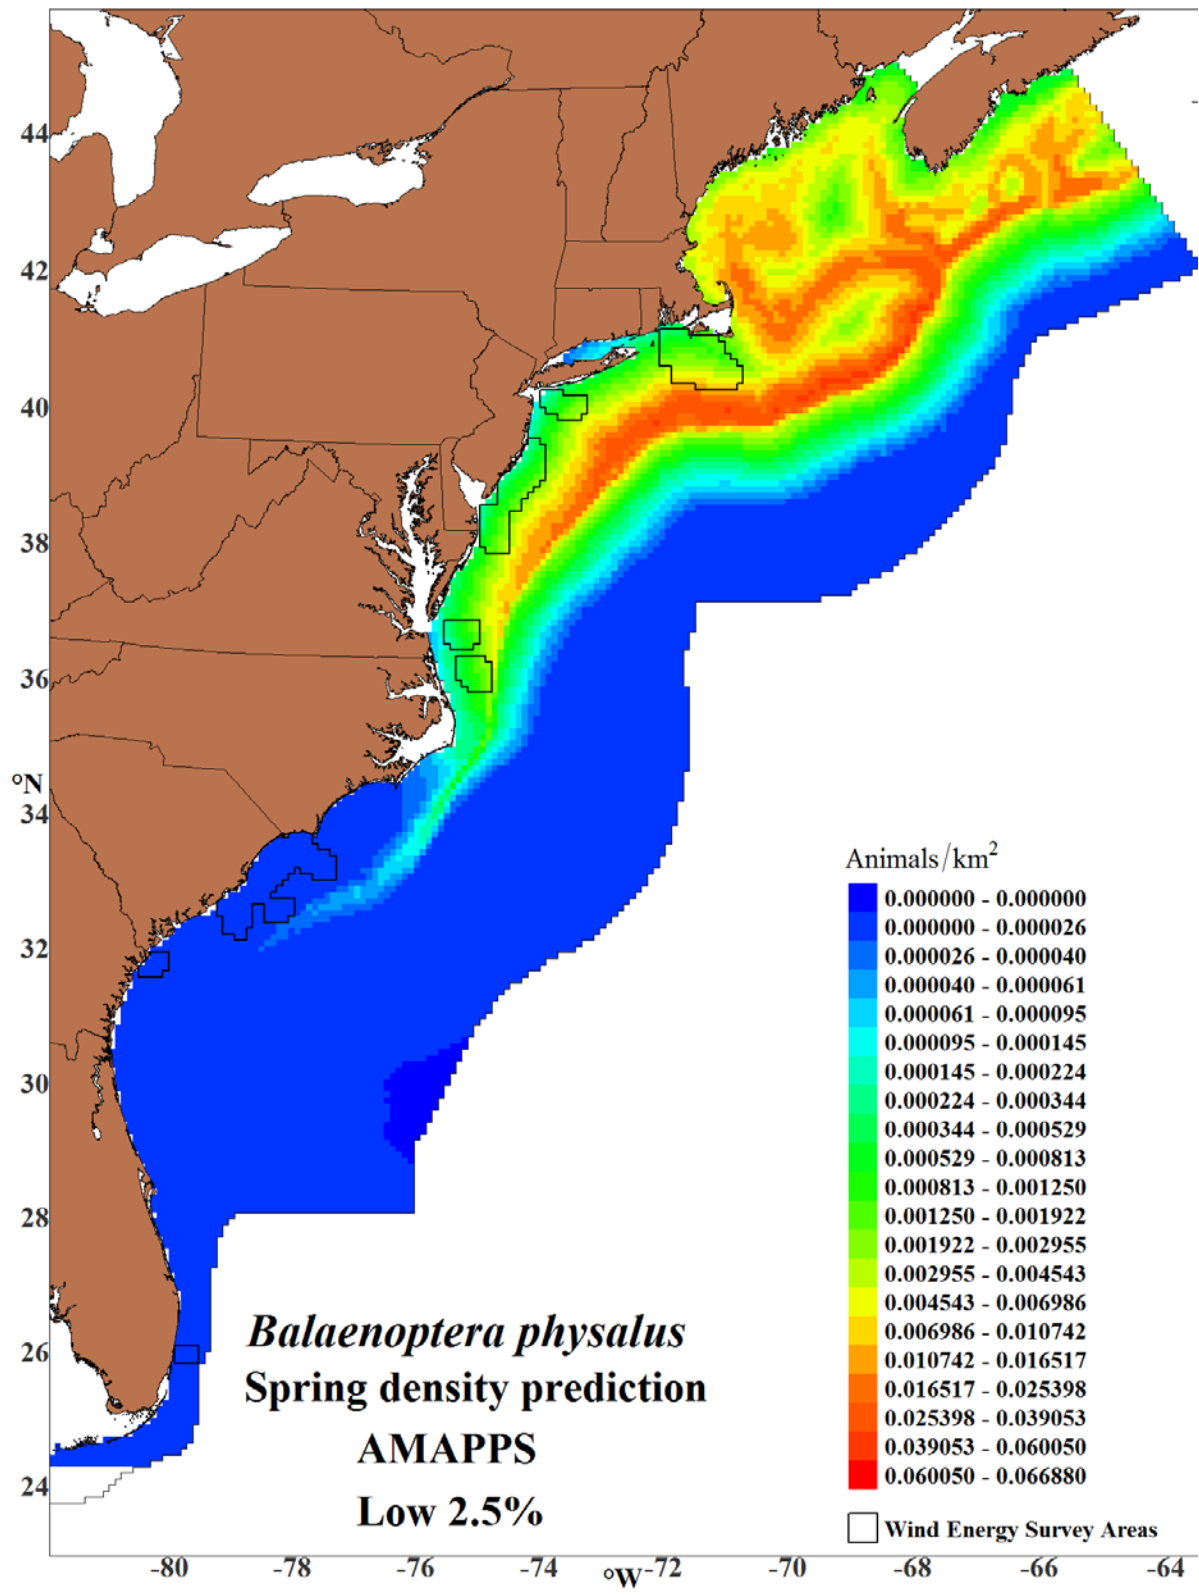 44
42
40
38
36
°N
34
32
30
28
26
24
Animals/km²
0.000000 - 0.000000
0.000000 - 0.000026
0.000026 - 0.000040
0.000040 - 0.000061
0.000061 - 0.000095
0.000095 - 0.000145
0.000145 - 0.000224
0.000224 - 0.000344
0.000344 - 0.000529
0.000529 - 0.000813
0.000813 - 0.001250
0.001250 - 0.001922
0.001922 - 0.002955
0.002955 - 0.004543
0.004543 - 0.006986
0.006986 - 0.010742
0.010742 - 0.016517
0.016517 - 0.025398
0.025398 - 0.039053
0.039053 - 0.060050
0.060050 - 0.066880
Wind Energy Survey Areas
Balaenoptera physalus
Spring density prediction
AMAPPS
Low 2.5%
-80 -78 -76 -74 °W -72 -70 -68 -66 -64